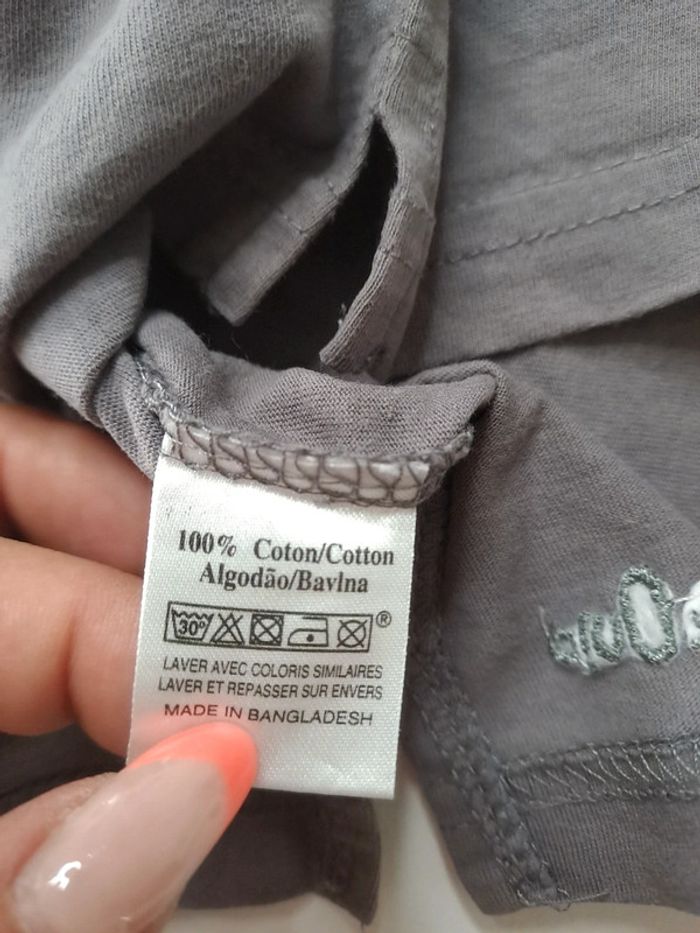 100% Coton/Cotton
Algodão/Bavlna
30°
®
LAVER AVEC COLORIS SIMILAIRES
LAVER ET REPASSER SUR ENVERS
MADE IN BANGLADESH